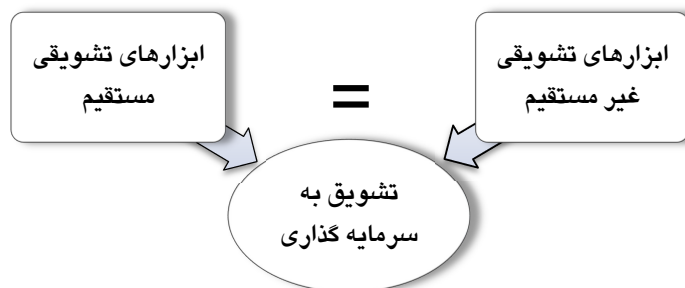 ابزارهای تشویقی
غیر مستقیم
=
ابزارهای تشویقی
مستقیم
تشویق به
سرمایه گذاری